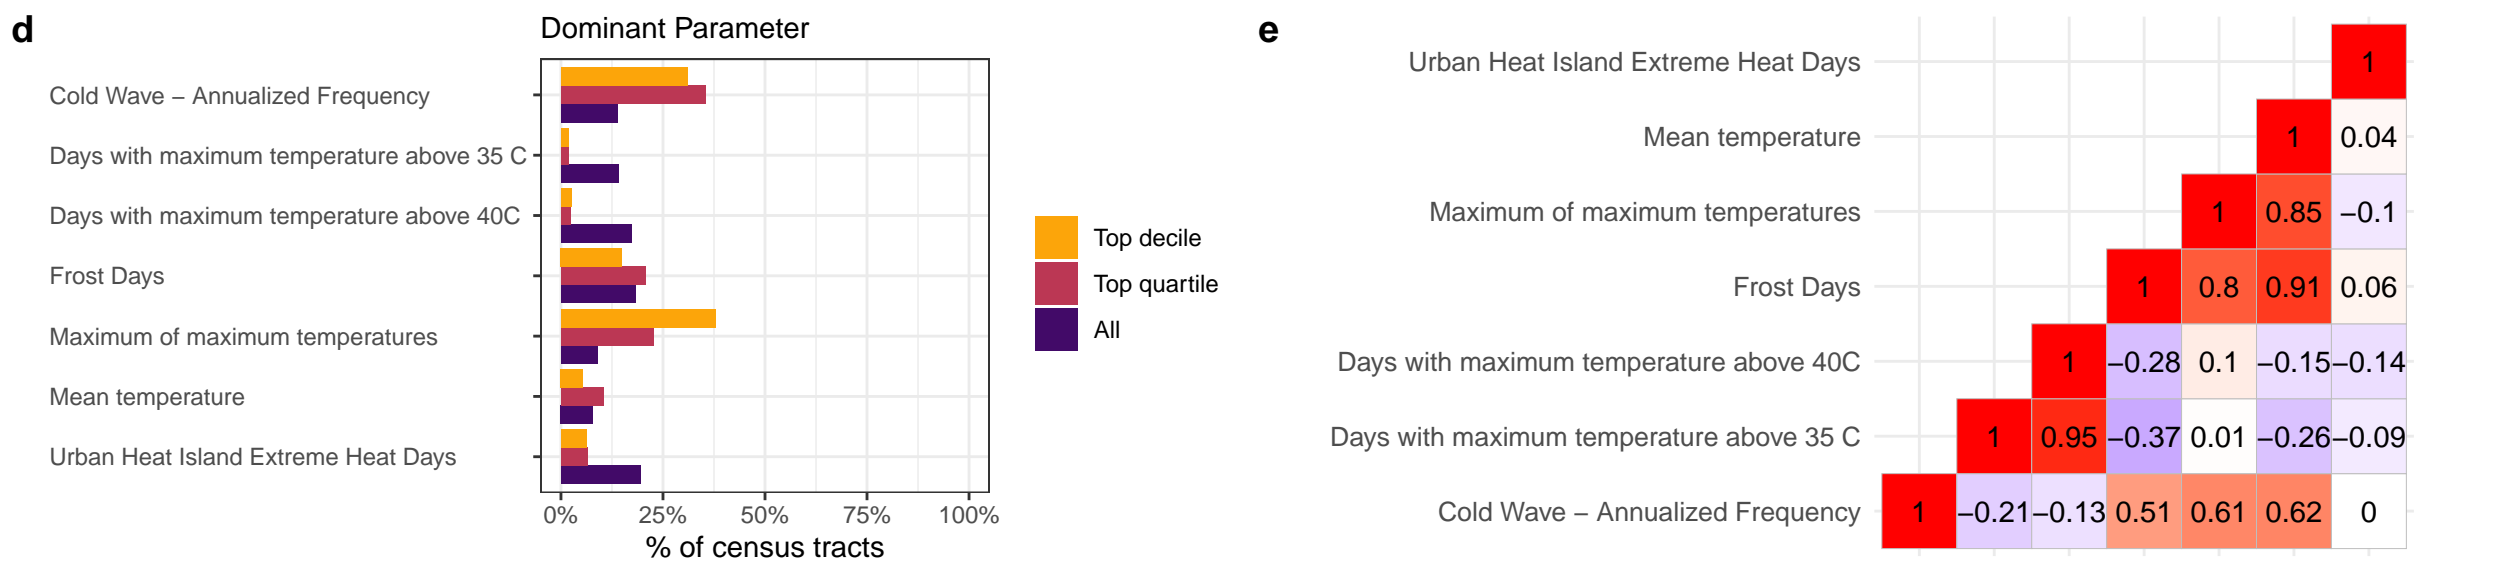 d
Dominant Parameter
Cold Wave – Annualized Frequency
Days with maximum temperature above 35 C
Days with maximum temperature above 40C
Frost Days
Maximum of maximum temperatures
Mean temperature
Urban Heat Island Extreme Heat Days
0% 25% 50% 75% 100%
% of census tracts
Top decile
Top quartile
All
e
Urban Heat Island Extreme Heat Days 1
Mean temperature 1 0.04
Maximum of maximum temperatures 1 0.85 −0.1
Frost Days 1 0.8 0.91 0.06
Days with maximum temperature above 40C 1 −0.28 0.1 −0.15 −0.14
Days with maximum temperature above 35 C 1 0.95 −0.37 0.01 −0.26 −0.09
Cold Wave – Annualized Frequency 1 −0.21 −0.13 0.51 0.61 0.62 0